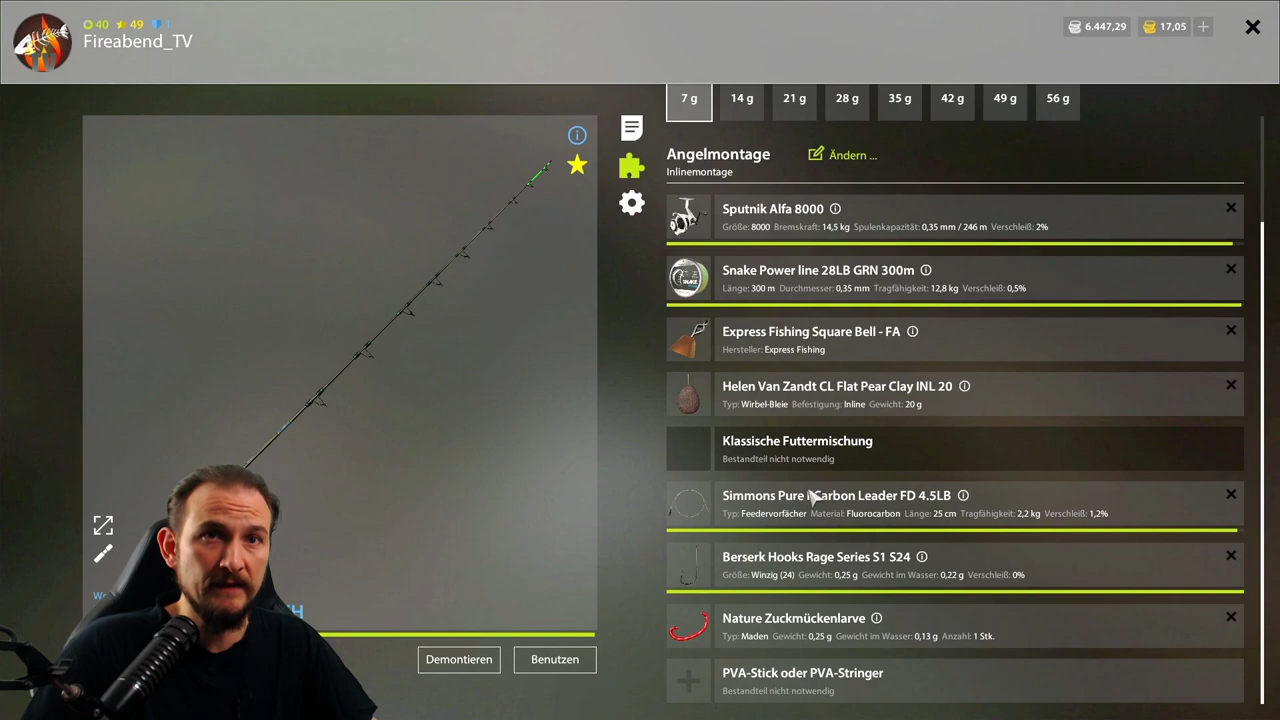 40 49 1
Fireabend_TV
6.447,29
17,05
7 g
14 g
21 g
28 g
35 g
42 g
49 g
56 g
Angelmontage
Ändern ...
Inlinemontage
Sputnik Alfa 8000
Größe: 8000 Bremskraft: 14,5 kg Spulenkapazität: 0,35 mm / 246 m Verschleiß: 2%
Snake Power line 28LB GRN 300m
Länge: 300 m Durchmesser: 0,35 mm Tragfähigkeit: 12,8 kg Verschleiß: 0,5%
Express Fishing Square Bell - FA
Hersteller: Express Fishing
Helen Van Zandt CL Flat Pear Clay INL 20
Typ: Wirbel-Bleie Befestigung: Inline Gewicht: 20 g
Klassische Futtermischung
Bestandteil nicht notwendig
Simmons Pure Carbon Leader FD 4.5LB
Typ: Feedervorfächer Material: Fluorocarbon Länge: 25 cm Tragfähigkeit: 2,2 kg Verschleiß: 1,2%
Berserk Hooks Rage Series S1 S24
Größe: Winzig (24) Gewicht: 0,25 g Gewicht im Wasser: 0,22 g Verschleiß: 0%
Nature Zuckmückenlarve
Typ: Maden Gewicht: 0,25 g Gewicht im Wasser: 0,13 g Anzahl: 1 Stk.
PVA-Stick oder PVA-Stringer
Bestandteil nicht notwendig
Demontieren
Benutzen